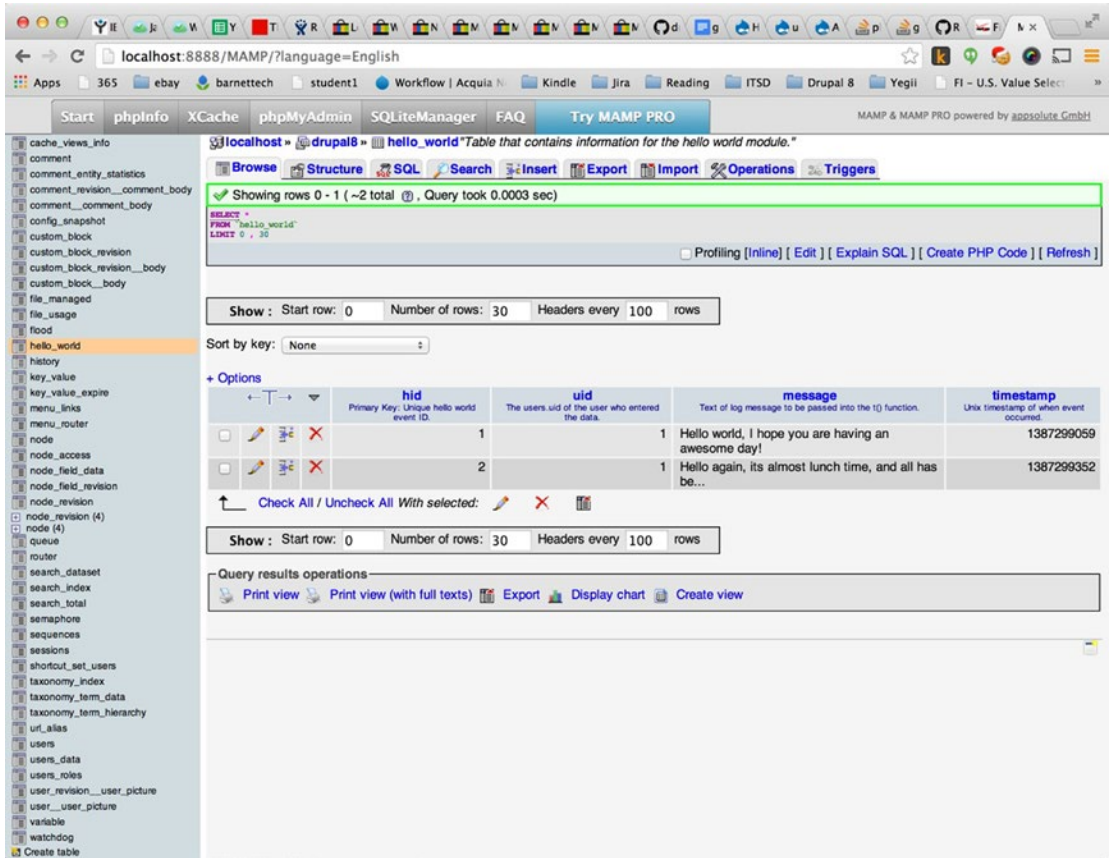 localhost:8888/MAMP/?language=English
Apps 365 ebay barnettech student1 Workflow | Acquia Kindle Jira Reading ITSD Drupal 8 Yegii FI – U.S. Value Selec
Start phpInfo XCache phpMyAdmin SQLiteManager FAQ Try MAMP PRO MAMP & MAMP PRO powered by appsolute GmbH
cache_views_info
comment
comment_entity_statistics
comment_revision__comment_body
comment__comment_body
config_snapshot
custom_block
custom_block_revision
custom_block_revision__body
custom_block__body
file_managed
file_usage
flood
hello_world
history
key_value
key_value_expire
menu_links
menu_router
node
node_access
node_field_data
node_field_revision
node_revision
node_revision (4)
node (4)
queue
router
search_dataset
search_index
search_total
semaphore
sequences
sessions
shortcut_set_users
taxonomy_index
taxonomy_term_data
taxonomy_term_hierarchy
url_alias
users
users_data
users_roles
user_revision__user_picture
user__user_picture
variable
watchdog
Create table
localhost » drupal8 » hello_world "Table that contains information for the hello world module."
Browse Structure SQL Search Insert Export Import Operations Triggers
Showing rows 0 - 1 ( ~2 total , Query took 0.0003 sec)
SELECT *
FROM `hello_world`
LIMIT 0 , 30
Profiling [Inline] [ Edit ] [ Explain SQL ] [ Create PHP Code ] [ Refresh ]
Show : Start row: 0 Number of rows: 30 Headers every 100 rows
Sort by key: None
+ Options
hid uid message timestamp
Primary Key: Unique hello world event ID. The users.uid of the user who entered the data. Text of log message to be passed into the t() function. Unix timestamp of when event occurred.
1 1 Hello world, I hope you are having an awesome day! 1387299059
2 1 Hello again, its almost lunch time, and all has be... 1387299352
Check All / Uncheck All With selected:
Show : Start row: 0 Number of rows: 30 Headers every 100 rows
Query results operations
Print view Print view (with full texts) Export Display chart Create view